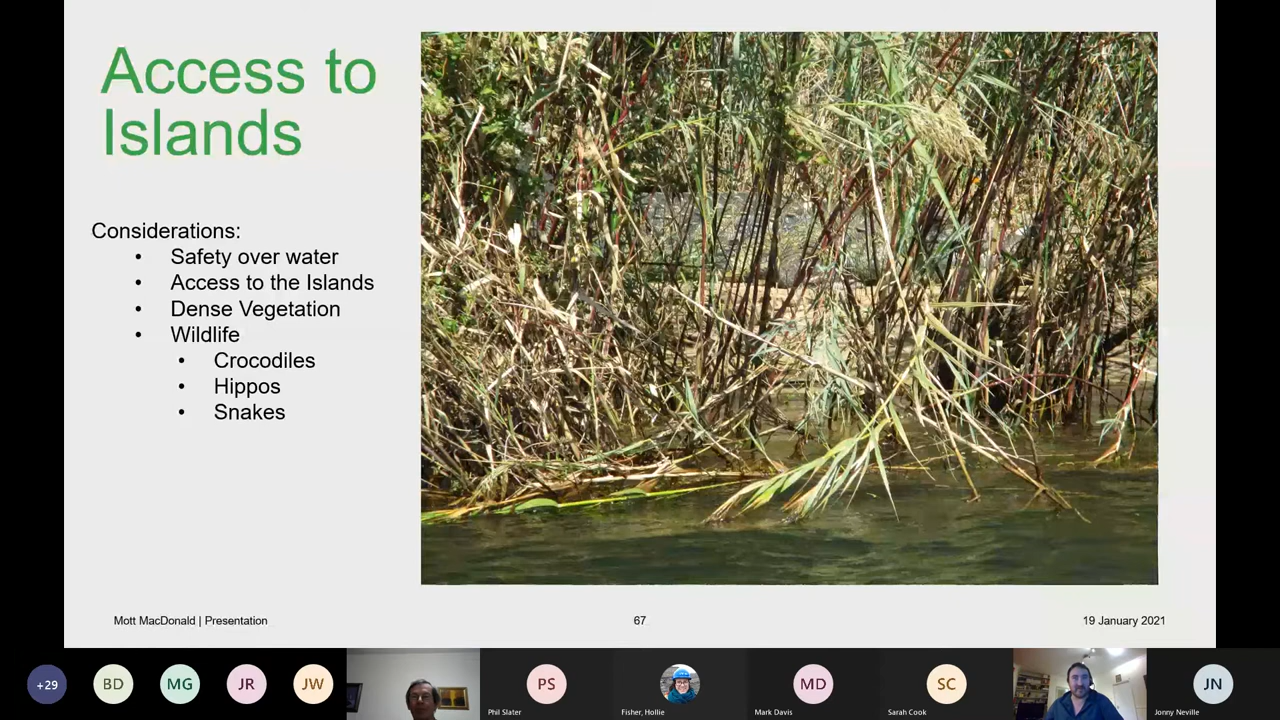 Access to
Islands
Considerations:
• Safety over water
• Access to the Islands
• Dense Vegetation
• Wildlife
• Crocodiles
• Hippos
• Snakes
Mott MacDonald | Presentation
67
19 January 2021
+29
BD
MG
JR
JW
PS
Phil Slater
Fisher, Hollie
MD
Mark Davis
SC
Sarah Cook
JN
Jonny Neville